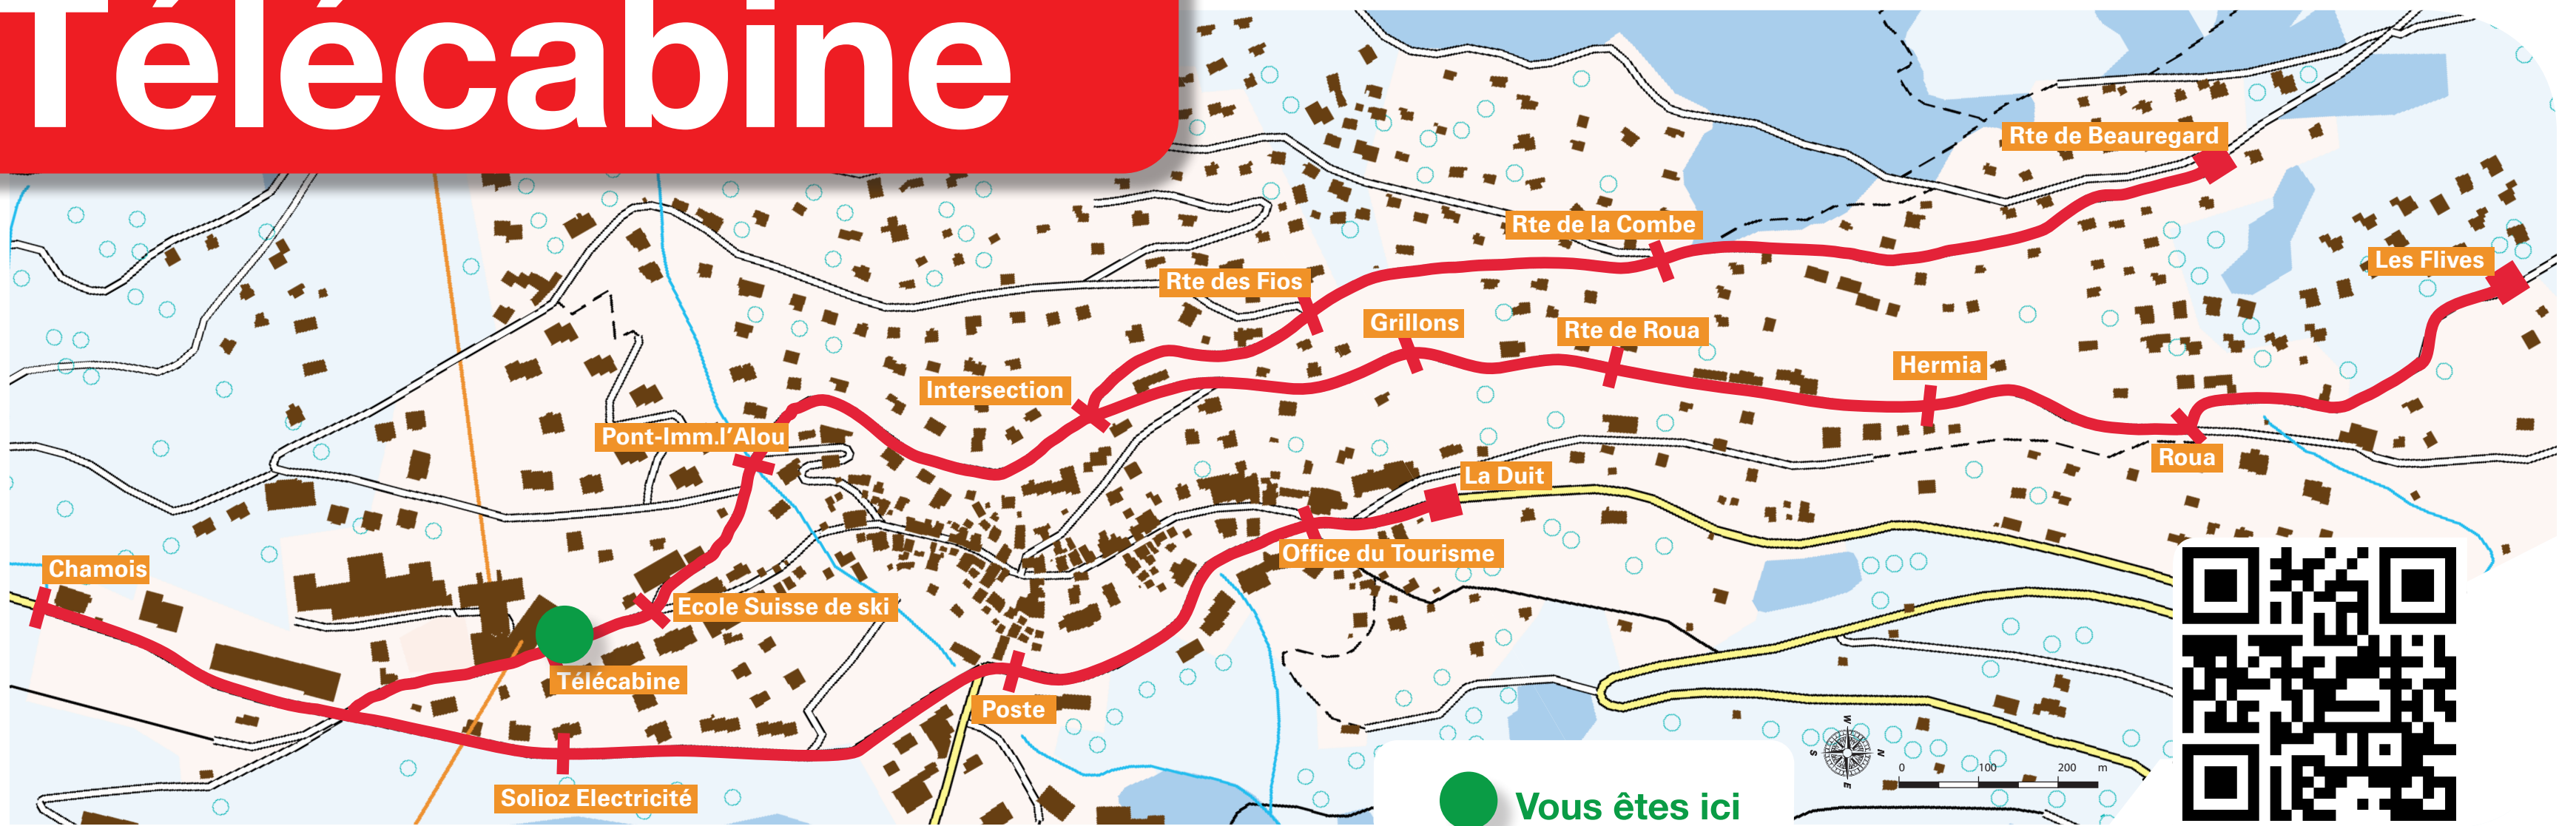 Télécabine
Rte de Beauregard
Rte de la Combe
Les Flives
Rte des Fios
Grillons
Rte de Roua
Hermia
Intersection
Pont-Imm.l'Alou
Roua
La Duit
Office du Tourisme
Chamois
Ecole Suisse de ski
Télécabine
Poste
Solioz Electricité
W
N
S
E
0 100 200 m
Vous êtes ici